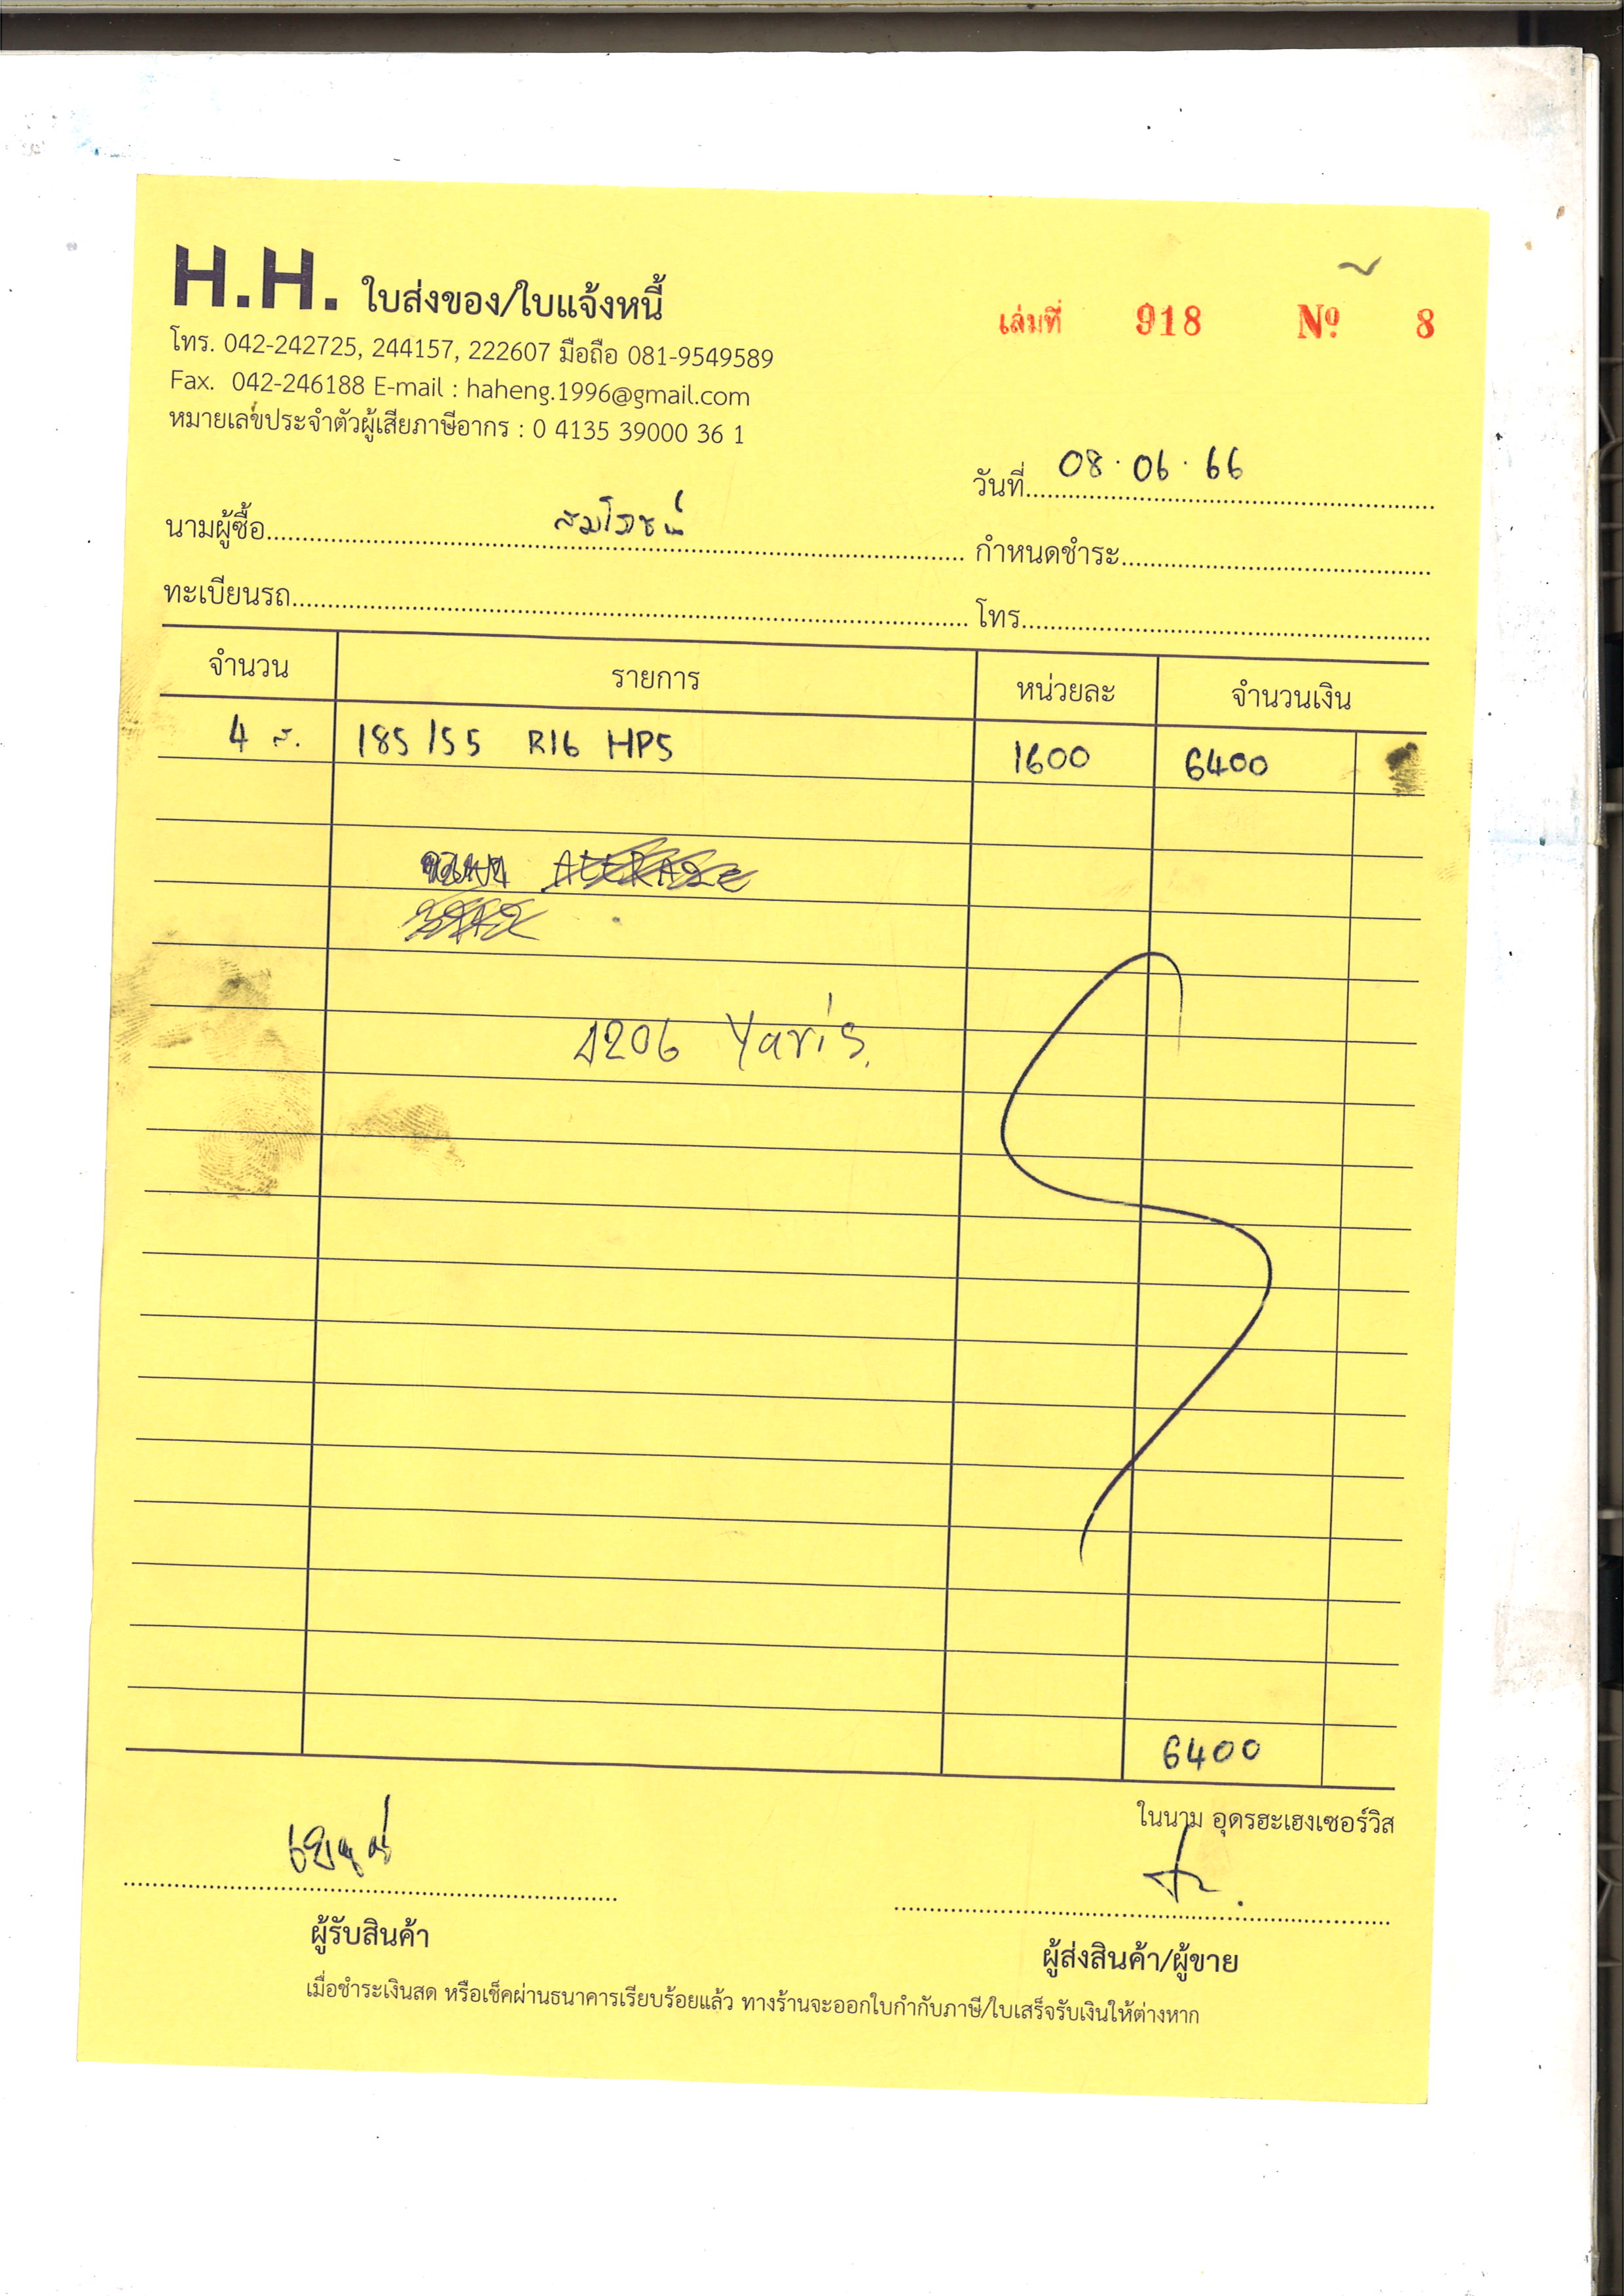 H.H. ใบส่งของ/ใบแจ้งหนี้
เล่มที่ 918 Nº 8
โทร. 042-242725, 244157, 222607 มือถือ 081-9549589
Fax. 042-246188 E-mail : haheng.1996@gmail.com
หมายเลขประจำตัวผู้เสียภาษีอากร : 0 4135 39000 36 1
วันที่ 08.06.66
นามผู้ซื้อ สมโภชน์ กำหนดชำระ
ทะเบียนรถ โทร.
จำนวน รายการ หน่วยละ จำนวนเงิน
4 ส. 185/55 R16 HP5 1600 6400
1206 Yaris.
6400
ในนาม อุดรฮะเฮงเซอร์วิส
ผู้รับสินค้า ผู้ส่งสินค้า/ผู้ขาย
เมื่อชำระเงินสด หรือเช็คผ่านธนาคารเรียบร้อยแล้ว ทางร้านจะออกใบกำกับภาษี/ใบเสร็จรับเงินให้ต่างหาก